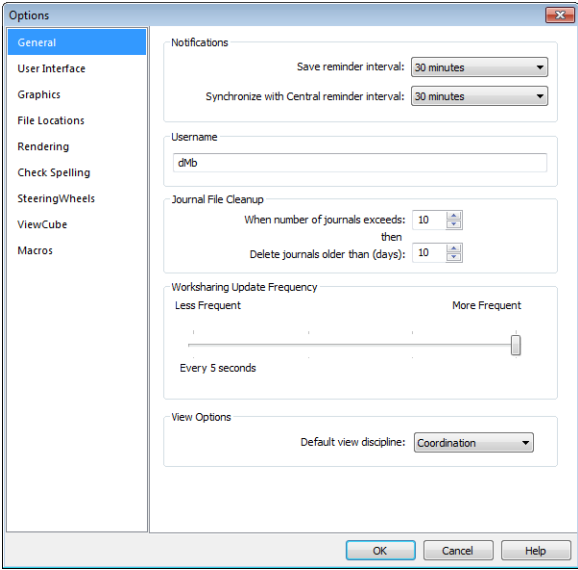 Options
General
User Interface
Graphics
File Locations
Rendering
Check Spelling
SteeringWheels
ViewCube
Macros
Notifications
Save reminder interval: 30 minutes
Synchronize with Central reminder interval: 30 minutes
Username
dMb
Journal File Cleanup
When number of journals exceeds: 10
then
Delete journals older than (days): 10
Worksharing Update Frequency
Less Frequent More Frequent
Every 5 seconds
View Options
Default view discipline: Coordination
OK Cancel Help